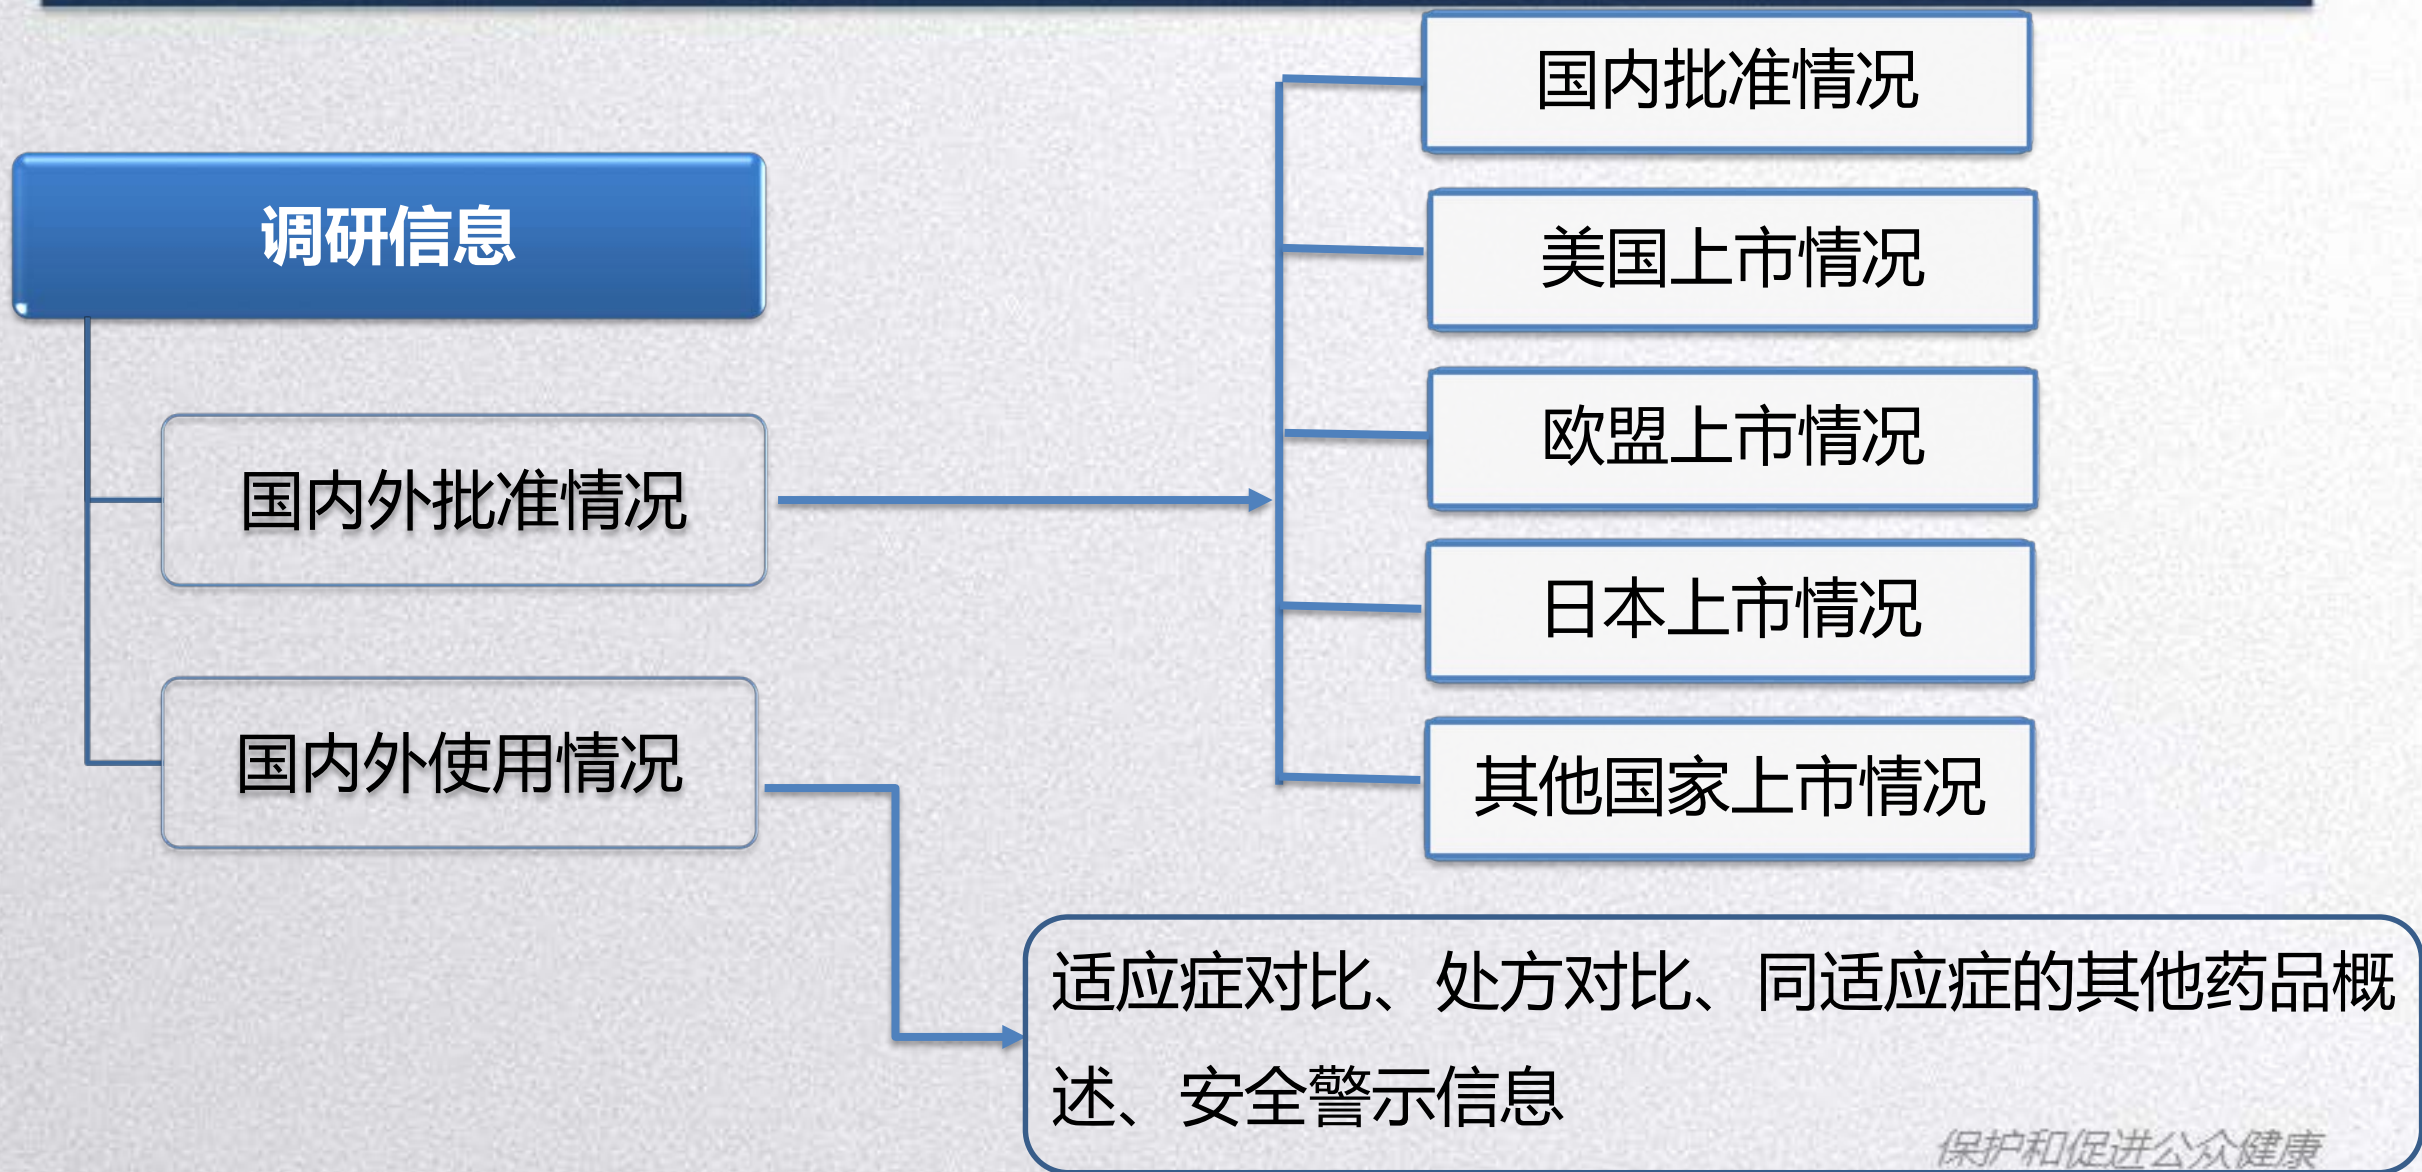 调研信息
国内外批准情况
国内批准情况
美国上市情况
欧盟上市情况
日本上市情况
其他国家上市情况
国内外使用情况
适应症对比、处方对比、同适应症的其他药品概
述、安全警示信息
保护和促进公众健康